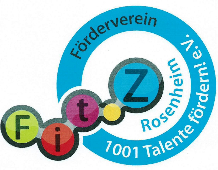 Förderverein
FitZ
Rosenheim
1001 Talente fördern! e.V.